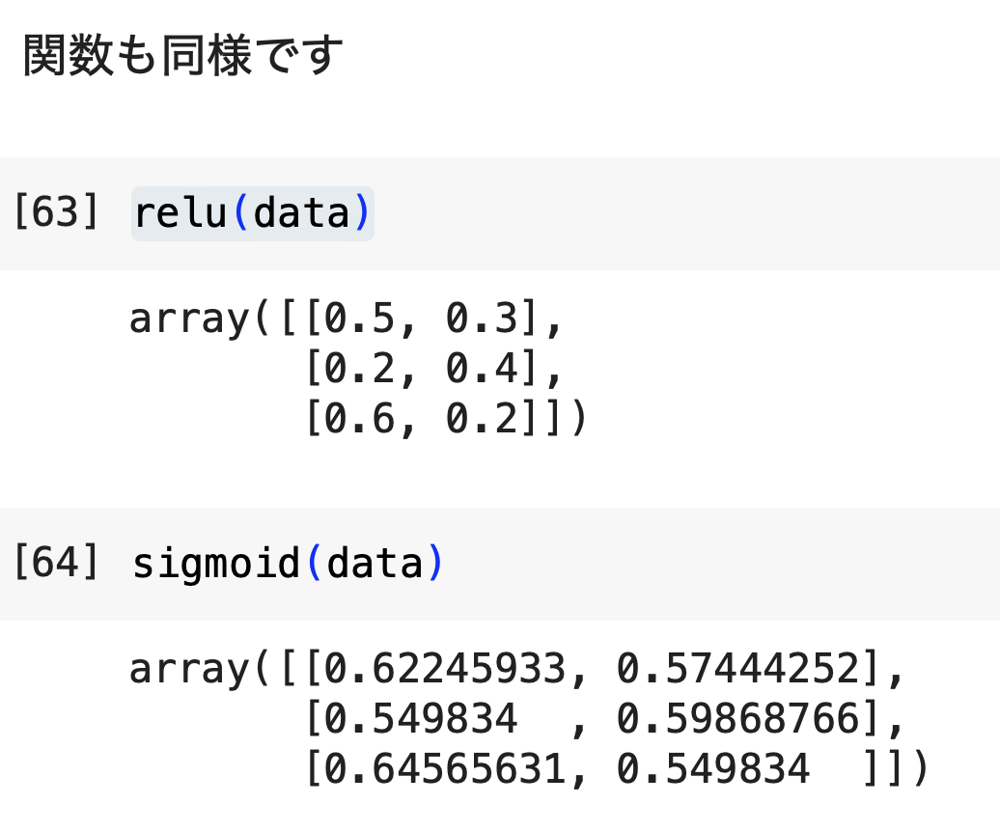 関数も同様です
[63] relu(data)
array([[0.5, 0.3],
[0.2, 0.4],
[0.6, 0.2]])
[64] sigmoid(data)
array([[0.62245933, 0.57444252],
[0.549834  , 0.59868766],
[0.64565631, 0.549834  ]])